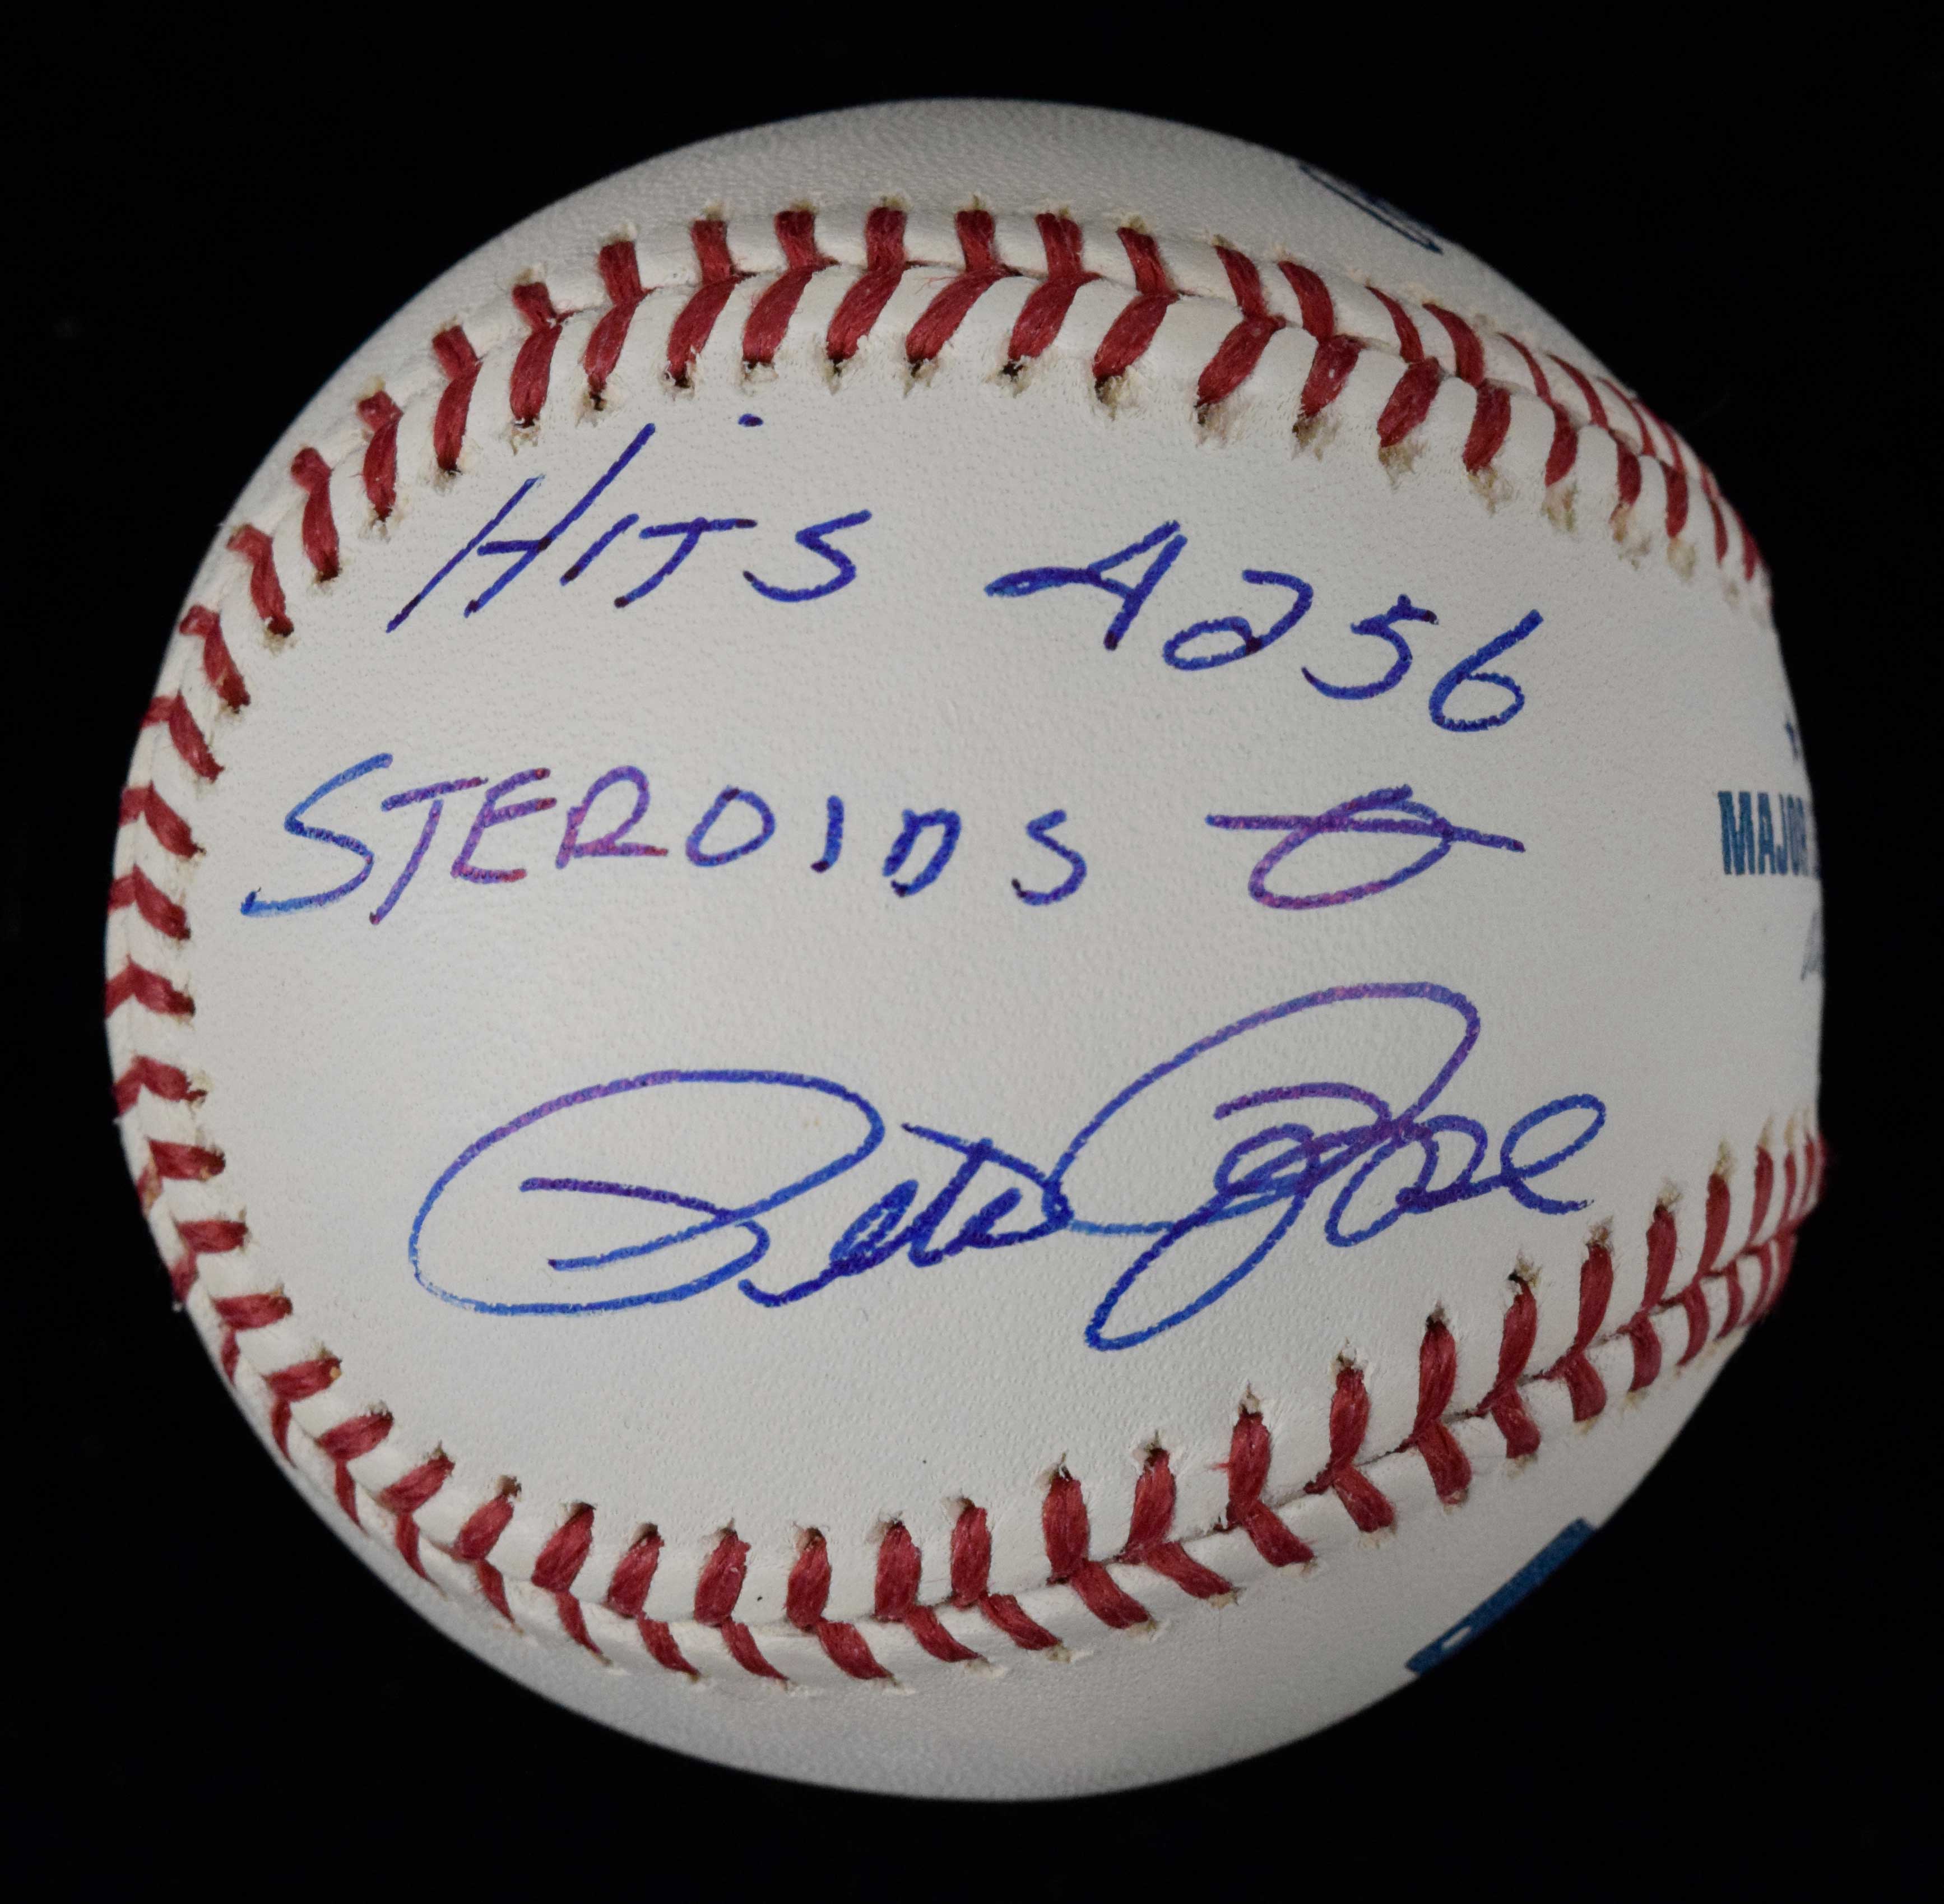 HiTS 4256
STEROIDS 0
Pete Rose
MAJOR